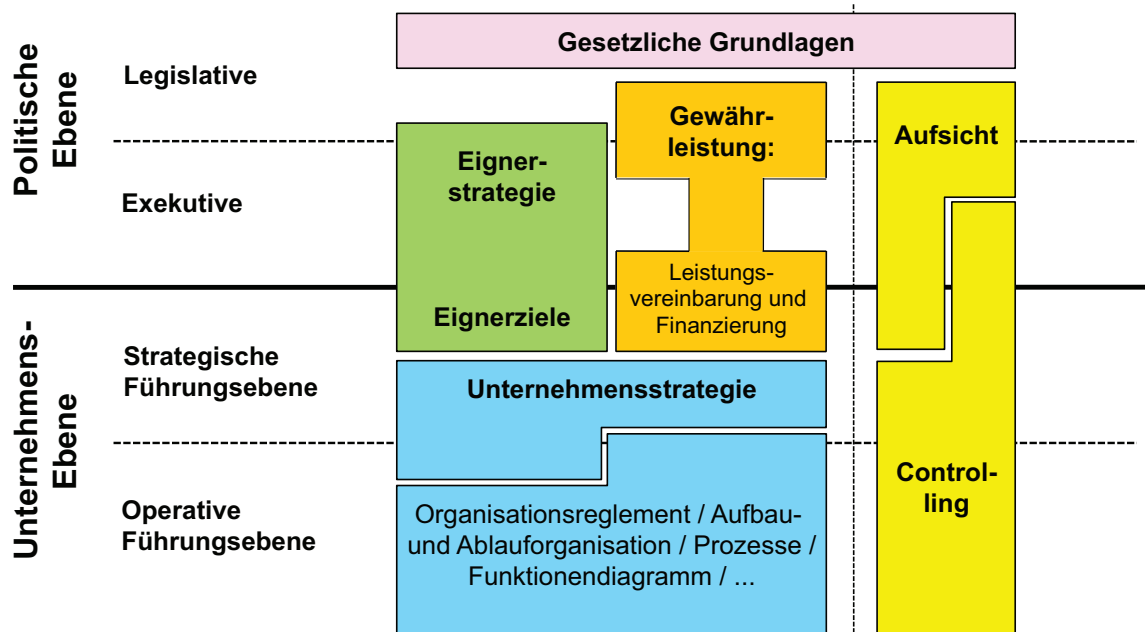 Politische
Ebene
Legislative
Exekutive
Gesetzliche Grundlagen
Eigner-
strategie
Eignerziele
Gewähr-
leistung:
Leistungs-
vereinbarung und
Finanzierung
Aufsicht
Unternehmens-
Ebene
Strategische
Führungsebene
Operative
Führungsebene
Unternehmensstrategie
Organisationsreglement / Aufbau-
und Ablauforganisation / Prozesse /
Funktionendiagramm / ...
Control-
ling